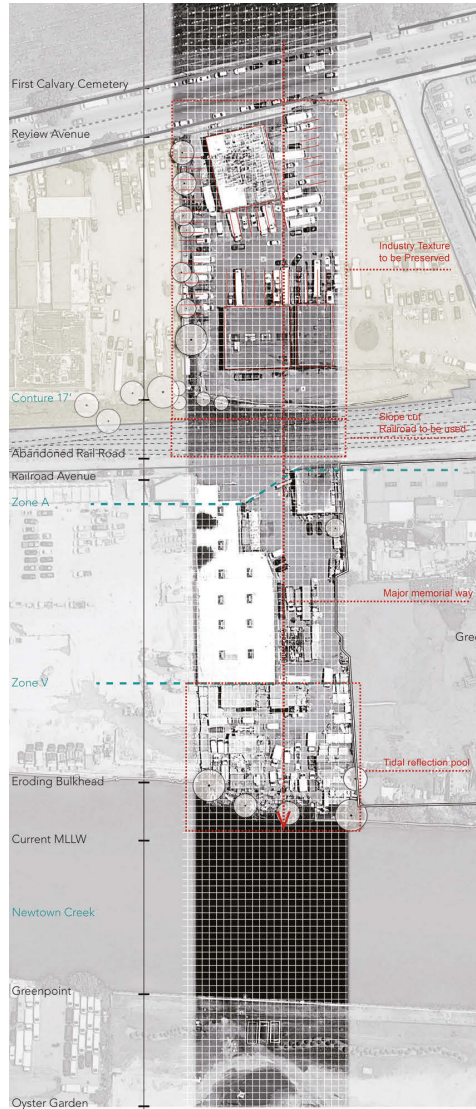 First Calvary Cemetery
Review Avenue
Industry Texture
to be Preserved
Conture 17'
Slope cut
Railroad to be used
Abandoned Rail Road
Railroad Avenue
Zone A
Major memorial way
Gree
Zone V
Tidal reflection pool
Eroding Bulkhead
Current MLLW
Newtown Creek
Greenpoint
Oyster Garden